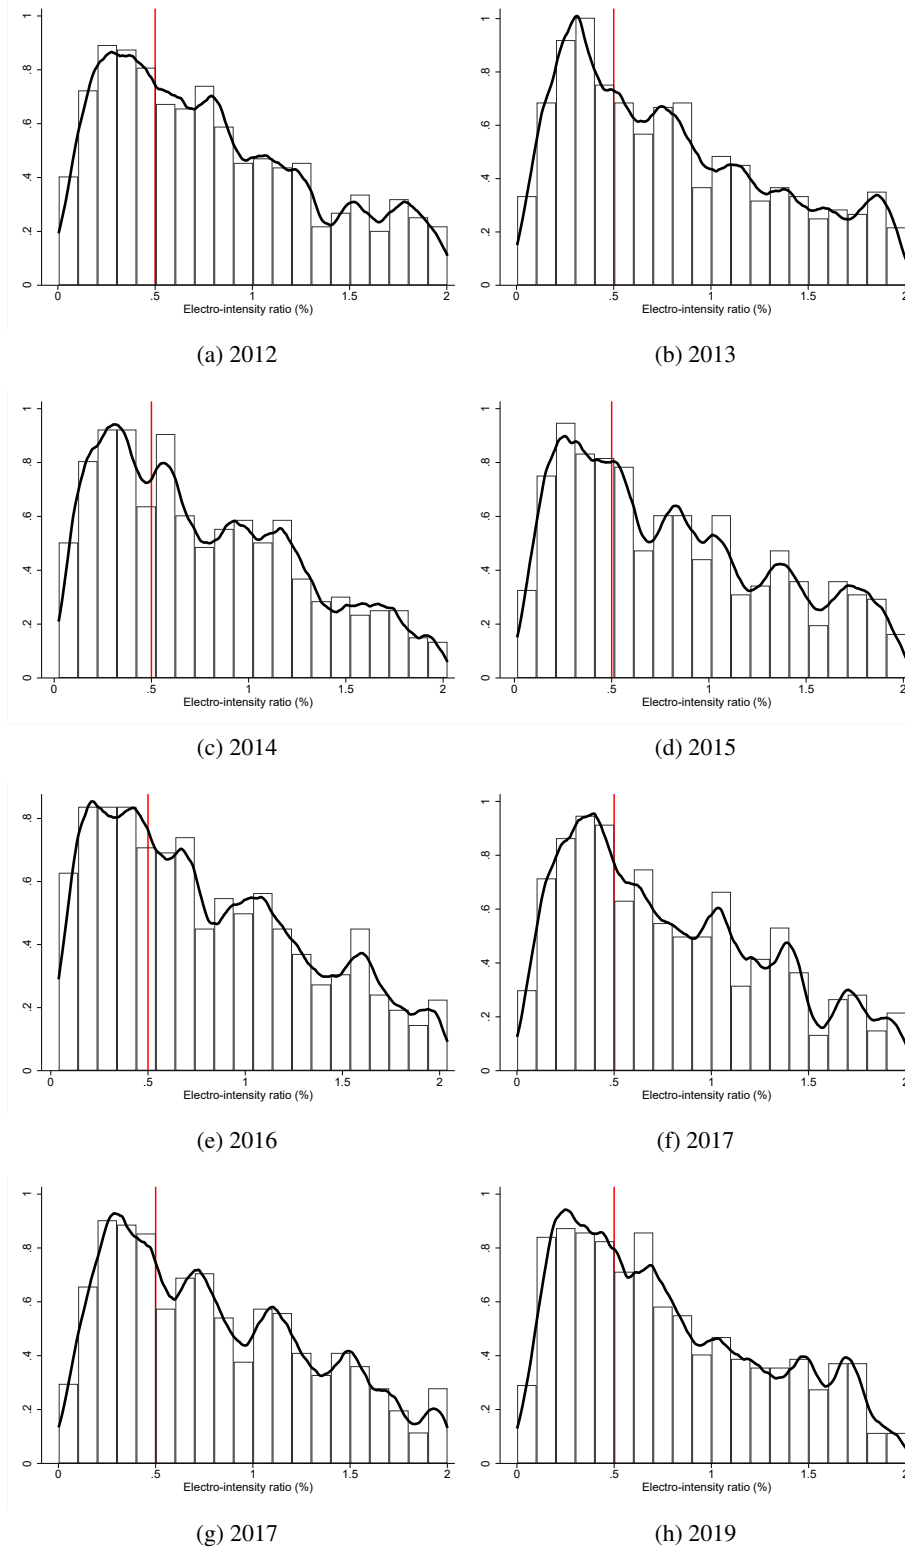 0 .2 .4 .6 .8 1
0 .5 1 1.5 2
Electro-intensity ratio (%)
(a) 2012
0 .2 .4 .6 .8 1
0 .5 1 1.5 2
Electro-intensity ratio (%)
(b) 2013
0 .2 .4 .6 .8 1
0 .5 1 1.5 2
Electro-intensity ratio (%)
(c) 2014
0 .2 .4 .6 .8 1
0 .5 1 1.5 2
Electro-intensity ratio (%)
(d) 2015
0 .2 .4 .6 .8
0 .5 1 1.5 2
Electro-intensity ratio (%)
(e) 2016
0 .2 .4 .6 .8 1
0 .5 1 1.5 2
Electro-intensity ratio (%)
(f) 2017
0 .2 .4 .6 .8 1
0 .5 1 1.5 2
Electro-intensity ratio (%)
(g) 2017
0 .2 .4 .6 .8 1
0 .5 1 1.5 2
Electro-intensity ratio (%)
(h) 2019